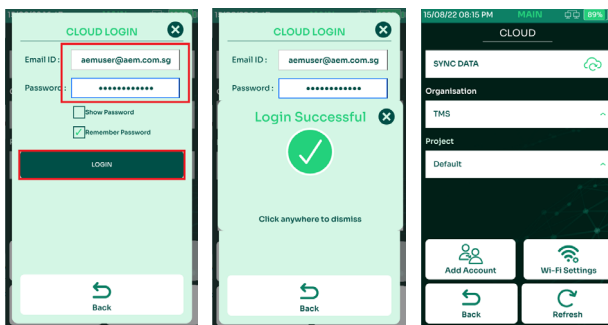 CLOUD LOGIN
Email ID : aemuser@aem.com.sg
Password : ••••••••••••
Show Password
Remember Password
LOGIN
Back
CLOUD LOGIN
Email ID : aemuser@aem.com.sg
Password : ••••••••••••
Login Successful
Click anywhere to dismiss
Back
15/08/22 08:15 PM MAIN 89%
CLOUD
SYNC DATA
Organisation
TMS
Project
Default
Add Account Wi-Fi Settings
Back Refresh